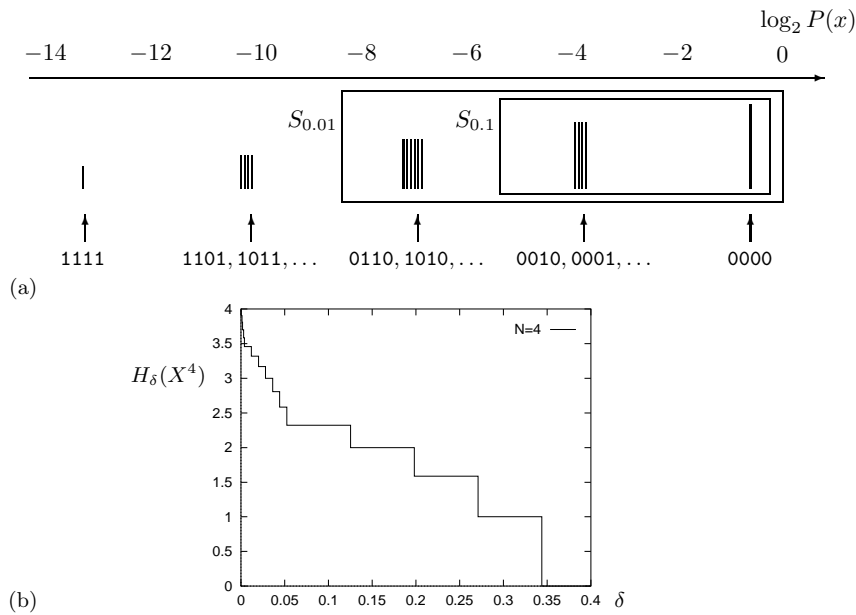 log₂ P(x)
−14 −12 −10 −8 −6 −4 −2 0
S₀.₀₁ S₀.₁
1111 1101, 1011, . . . 0110, 1010, . . . 0010, 0001, . . . 0000
(a)
4
N=4
3.5
H_δ(X⁴)
3
2.5
2
1.5
1
0.5
0
0 0.05 0.1 0.15 0.2 0.25 0.3 0.35 0.4 δ
(b)